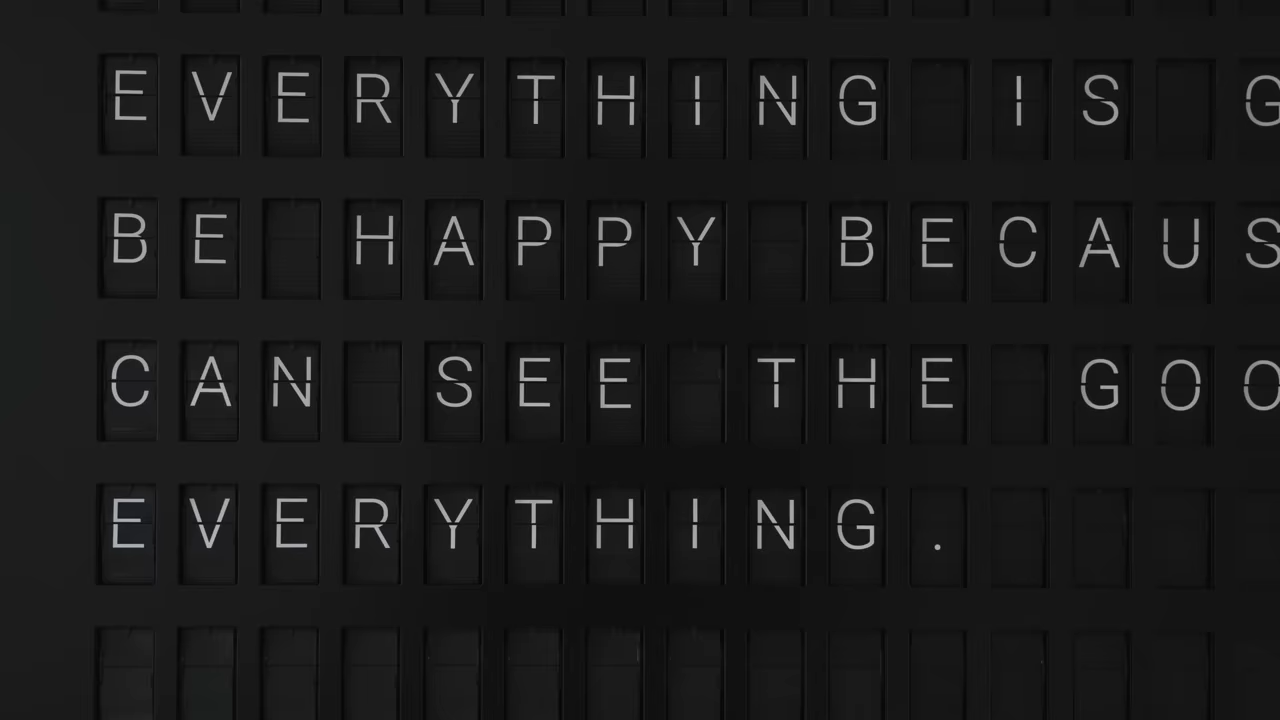 EVERYTHING IS G
BE HAPPY BECAUS
CAN SEE THE GOO
EVERYTHING.